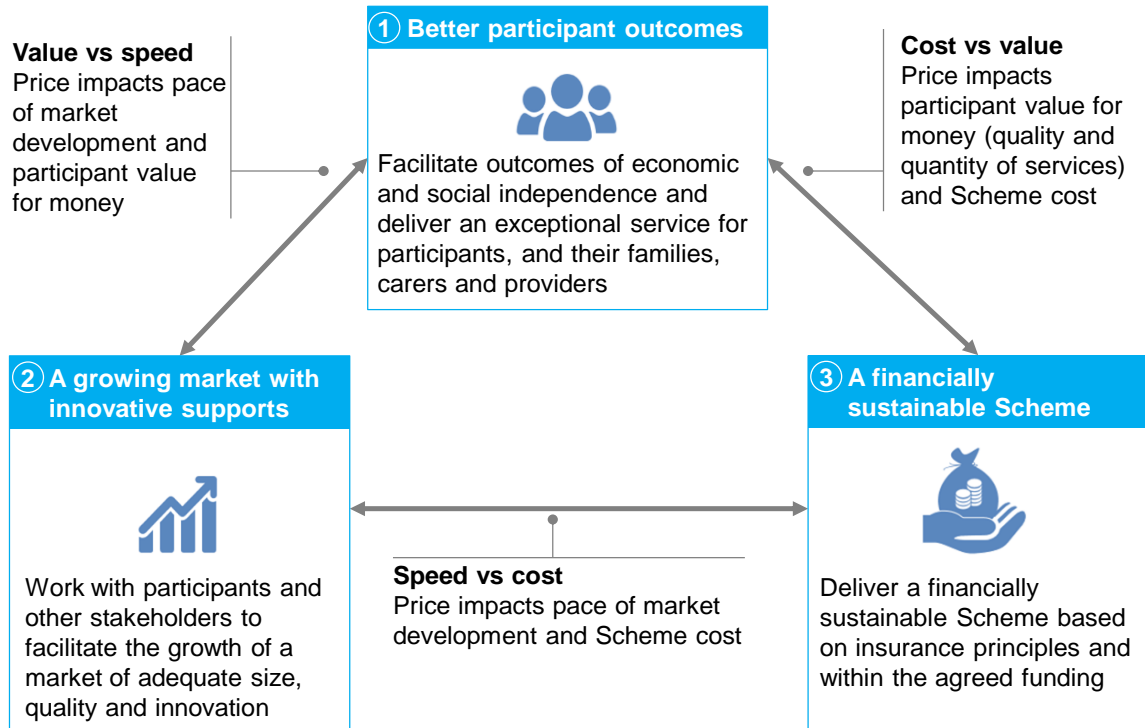 ① Better participant outcomes
Value vs speed
Price impacts pace
of market
development and
participant value
for money
Cost vs value
Price impacts
participant value for
money (quality and
quantity of services)
and Scheme cost
Facilitate outcomes of economic
and social independence and
deliver an exceptional service for
participants, and their families,
carers and providers
② A growing market with
innovative supports
③ A financially
sustainable Scheme
Speed vs cost
Price impacts pace of market
development and Scheme cost
Work with participants and
other stakeholders to
facilitate the growth of a
market of adequate size,
quality and innovation
Deliver a financially
sustainable Scheme based
on insurance principles and
within the agreed funding